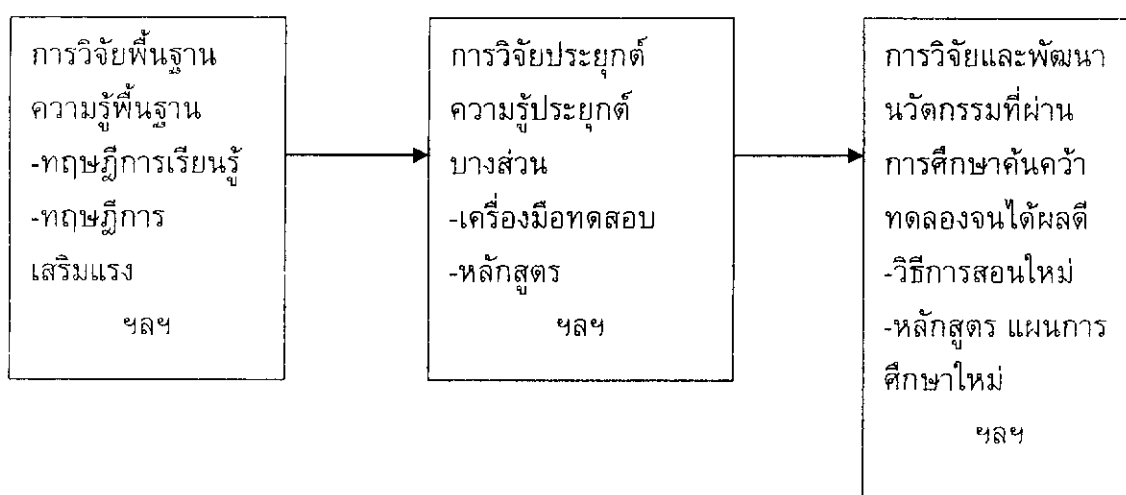 การวิจัยพื้นฐาน
ความรู้พื้นฐาน
-ทฤษฎีการเรียนรู้
-ทฤษฎีการ
เสริมแรง
ฯลฯ
การวิจัยประยุกต์
ความรู้ประยุกต์
บางส่วน
-เครื่องมือทดสอบ
-หลักสูตร
ฯลฯ
การวิจัยและพัฒนา
นวัตกรรมที่ผ่าน
การศึกษาค้นคว้า
ทดลองจนได้ผลดี
-วิธีการสอนใหม่
-หลักสูตร แผนการ
ศึกษาใหม่
ฯลฯ